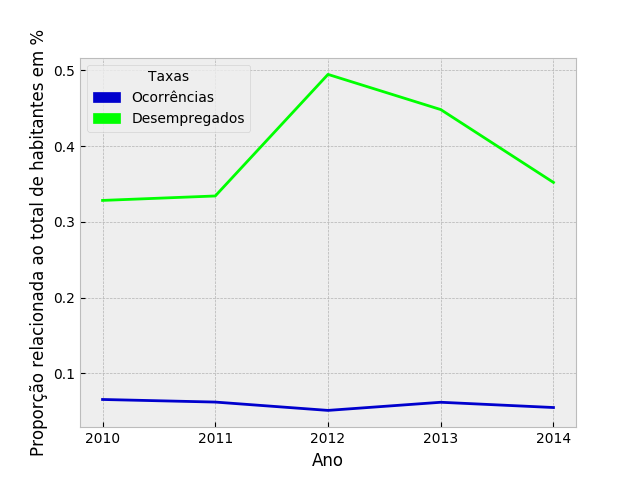 Proporção relacionada ao total de habitantes em %
0.5
0.4
0.3
0.2
0.1
Taxas
Ocorrências
Desempregados
2010 2011 2012 2013 2014
Ano